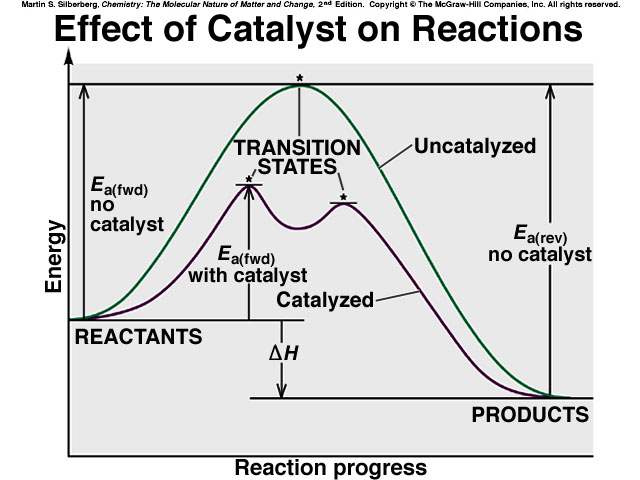 Martin S. Silberberg, Chemistry: The Molecular Nature of Matter and Change, 2nd Edition. Copyright © The McGraw-Hill Companies, Inc. All rights reserved.
Effect of Catalyst on Reactions
*
TRANSITION
STATES
Uncatalyzed
*
*
Ea(fwd)
no
catalyst
Ea(rev)
no catalyst
Energy
Ea(fwd)
with catalyst
Catalyzed
REACTANTS
ΔH
PRODUCTS
Reaction progress